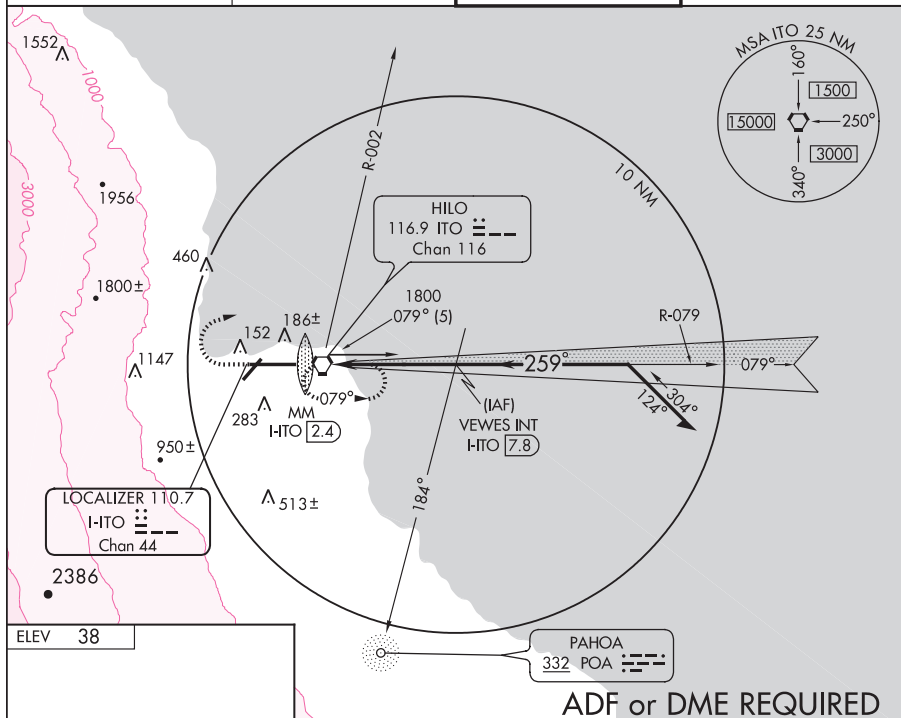 1552
1000
MSA ITO 25 NM
160°
1500
15000
250°
3000
340°
R-002
10 NM
3000
1956
HILO
116.9 ITO
Chan 116
460
1800±
1800
079° (5)
186±
152
R-079
1147
259°
079°
079°
MM
I-ITO 2.4
283
(IAF)
VEWES INT
I-ITO 7.8
304°
124°
950±
184°
LOCALIZER 110.7
I-ITO
Chan 44
513±
2386
ELEV 38
PAHOA
332 POA
ADF or DME REQUIRED